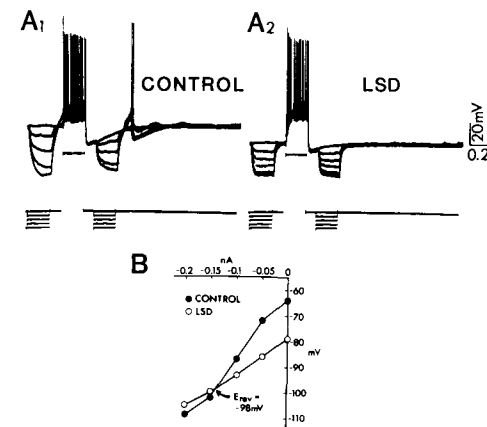 A1
A2
CONTROL
LSD
20mV
0.2
B
nA
-0.2 -0.15 -0.1 -0.05 0
CONTROL
LSD
-60
-70
-80
mV
-90
-100
-110
Erev =
-98mV